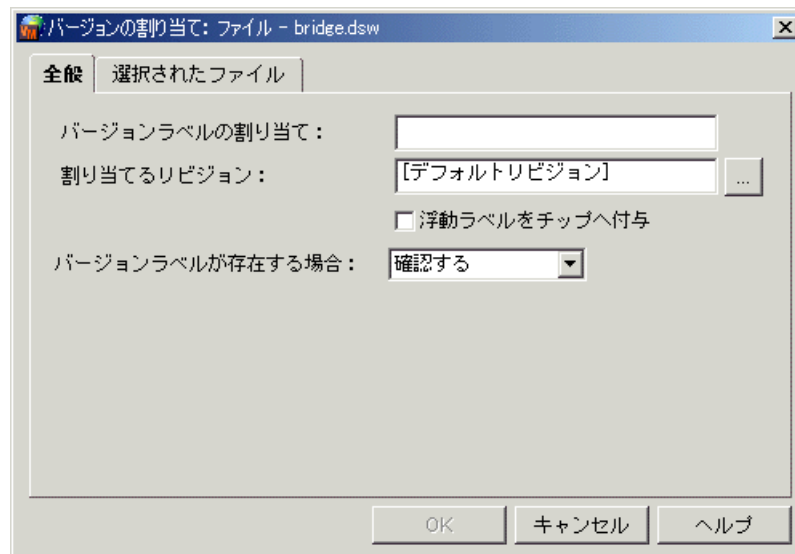 バージョンの割り当て: ファイル - bridge.dsw
全般 選択されたファイル
バージョンラベルの割り当て：
割り当てるリビジョン： [デフォルトリビジョン] ...
浮動ラベルをチップへ付与
バージョンラベルが存在する場合： 確認する
OK キャンセル ヘルプ